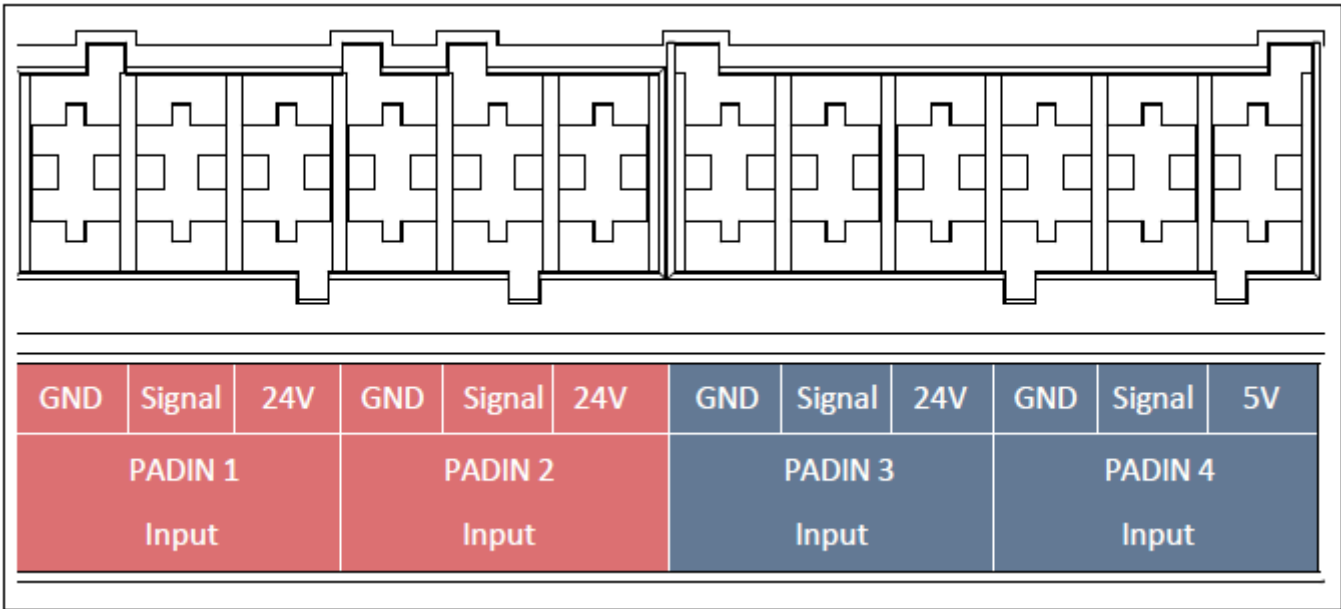 GND Signal 24V GND Signal 24V GND Signal 24V GND Signal 5V
PADIN 1 PADIN 2 PADIN 3 PADIN 4
Input Input Input Input